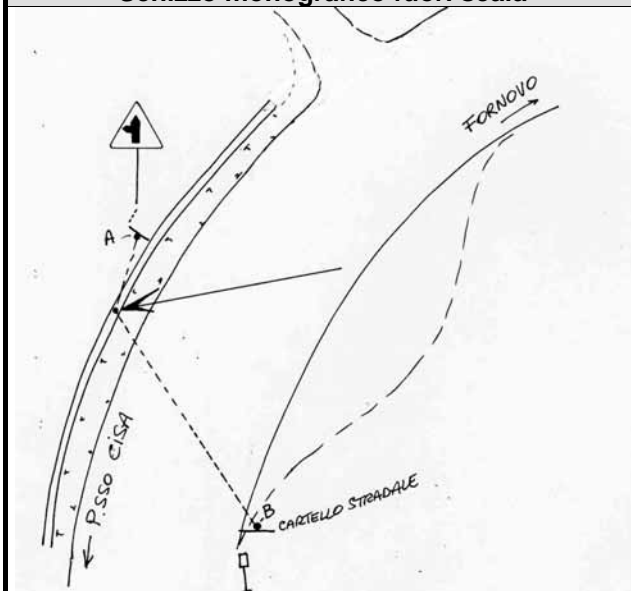 Schizzo monografico fuori scala
FORNOVO
A
P.SSO CISA
B
CARTELLO STRADALE